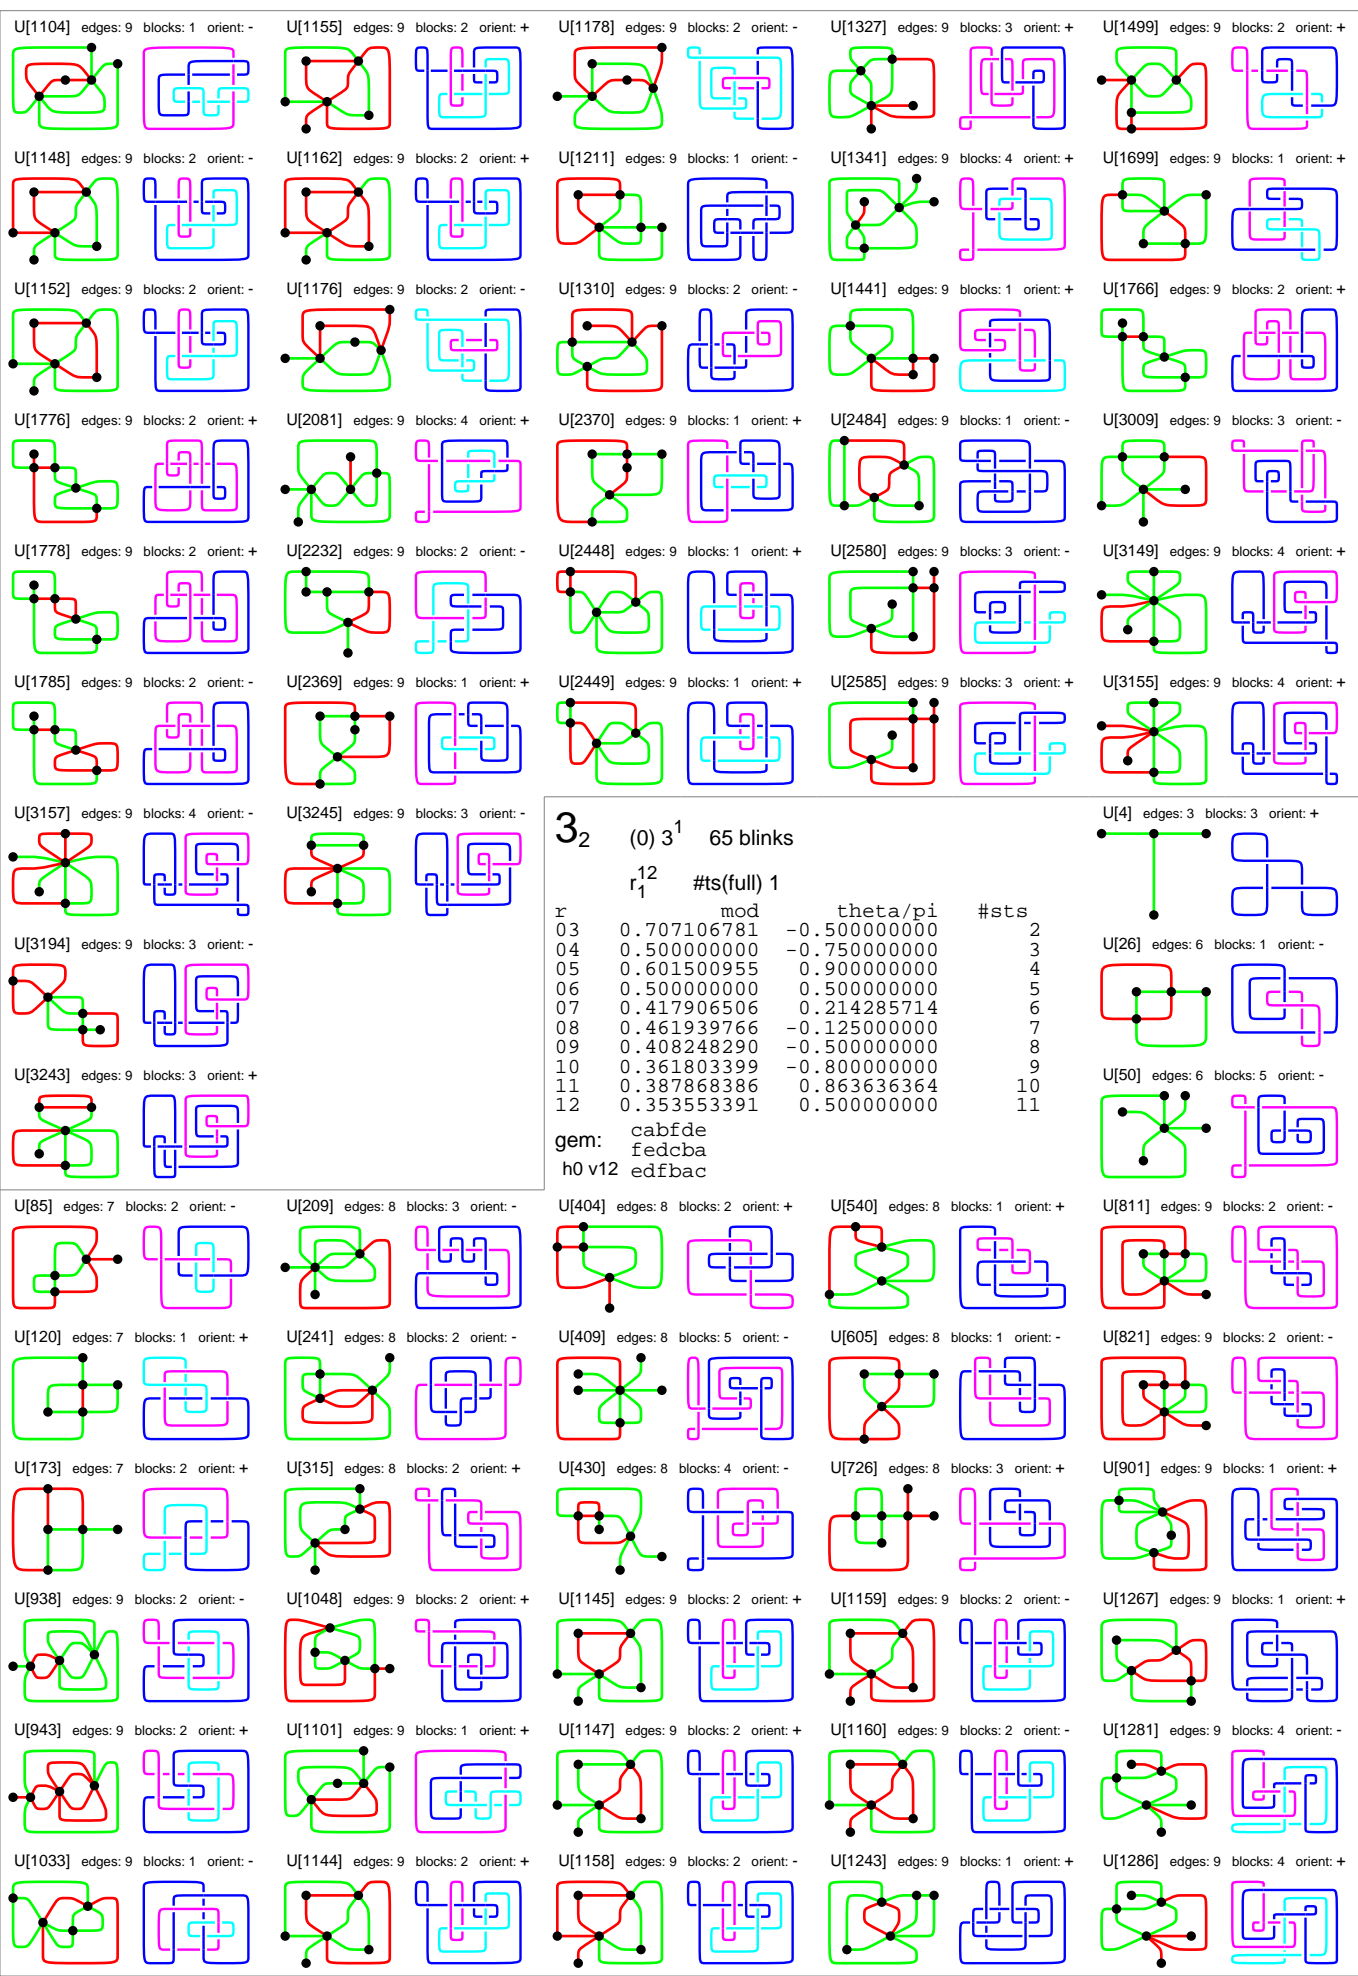 U[1104] edges: 9 blocks: 1 orient: -
U[1155] edges: 9 blocks: 2 orient: +
U[1178] edges: 9 blocks: 2 orient: -
U[1327] edges: 9 blocks: 3 orient: +
U[1499] edges: 9 blocks: 2 orient: +
U[1148] edges: 9 blocks: 2 orient: -
U[1162] edges: 9 blocks: 2 orient: +
U[1211] edges: 9 blocks: 1 orient: -
U[1341] edges: 9 blocks: 4 orient: +
U[1699] edges: 9 blocks: 1 orient: +
U[1152] edges: 9 blocks: 2 orient: -
U[1176] edges: 9 blocks: 2 orient: -
U[1310] edges: 9 blocks: 2 orient: -
U[1441] edges: 9 blocks: 1 orient: +
U[1766] edges: 9 blocks: 2 orient: +
U[1776] edges: 9 blocks: 2 orient: +
U[2081] edges: 9 blocks: 4 orient: +
U[2370] edges: 9 blocks: 1 orient: +
U[2484] edges: 9 blocks: 1 orient: -
U[3009] edges: 9 blocks: 3 orient: -
U[1778] edges: 9 blocks: 2 orient: +
U[2232] edges: 9 blocks: 2 orient: -
U[2448] edges: 9 blocks: 1 orient: +
U[2580] edges: 9 blocks: 3 orient: -
U[3149] edges: 9 blocks: 4 orient: +
U[1785] edges: 9 blocks: 2 orient: -
U[2369] edges: 9 blocks: 1 orient: +
U[2449] edges: 9 blocks: 1 orient: +
U[2585] edges: 9 blocks: 3 orient: +
U[3155] edges: 9 blocks: 4 orient: +
U[3157] edges: 9 blocks: 4 orient: -
U[3245] edges: 9 blocks: 3 orient: -
U[3194] edges: 9 blocks: 3 orient: -
U[3243] edges: 9 blocks: 3 orient: +
3₂ (0) 3¹ 65 blinks
r₁¹² #ts(full) 1
r mod theta/pi #sts
03 0.707106781 -0.500000000 2
04 0.500000000 -0.750000000 3
05 0.601500955 0.900000000 4
06 0.500000000 0.500000000 5
07 0.417906506 0.214285714 6
08 0.461939766 -0.125000000 7
09 0.408248290 -0.500000000 8
10 0.361803399 -0.800000000 9
11 0.387868386 0.863636364 10
12 0.353553391 0.500000000 11
gem: cabfde
fedcba
h0 v12 edfbac
U[4] edges: 3 blocks: 3 orient: +
U[26] edges: 6 blocks: 1 orient: -
U[50] edges: 6 blocks: 5 orient: -
U[85] edges: 7 blocks: 2 orient: -
U[209] edges: 8 blocks: 3 orient: -
U[404] edges: 8 blocks: 2 orient: +
U[540] edges: 8 blocks: 1 orient: +
U[811] edges: 9 blocks: 2 orient: -
U[120] edges: 7 blocks: 1 orient: +
U[241] edges: 8 blocks: 2 orient: -
U[409] edges: 8 blocks: 5 orient: -
U[605] edges: 8 blocks: 1 orient: -
U[821] edges: 9 blocks: 2 orient: -
U[173] edges: 7 blocks: 2 orient: +
U[315] edges: 8 blocks: 2 orient: +
U[430] edges: 8 blocks: 4 orient: -
U[726] edges: 8 blocks: 3 orient: +
U[901] edges: 9 blocks: 1 orient: +
U[938] edges: 9 blocks: 2 orient: -
U[1048] edges: 9 blocks: 2 orient: +
U[1145] edges: 9 blocks: 2 orient: +
U[1159] edges: 9 blocks: 2 orient: -
U[1267] edges: 9 blocks: 1 orient: +
U[943] edges: 9 blocks: 2 orient: +
U[1101] edges: 9 blocks: 1 orient: +
U[1147] edges: 9 blocks: 2 orient: +
U[1160] edges: 9 blocks: 2 orient: -
U[1281] edges: 9 blocks: 4 orient: -
U[1033] edges: 9 blocks: 1 orient: -
U[1144] edges: 9 blocks: 2 orient: +
U[1158] edges: 9 blocks: 2 orient: -
U[1243] edges: 9 blocks: 1 orient: +
U[1286] edges: 9 blocks: 4 orient: +